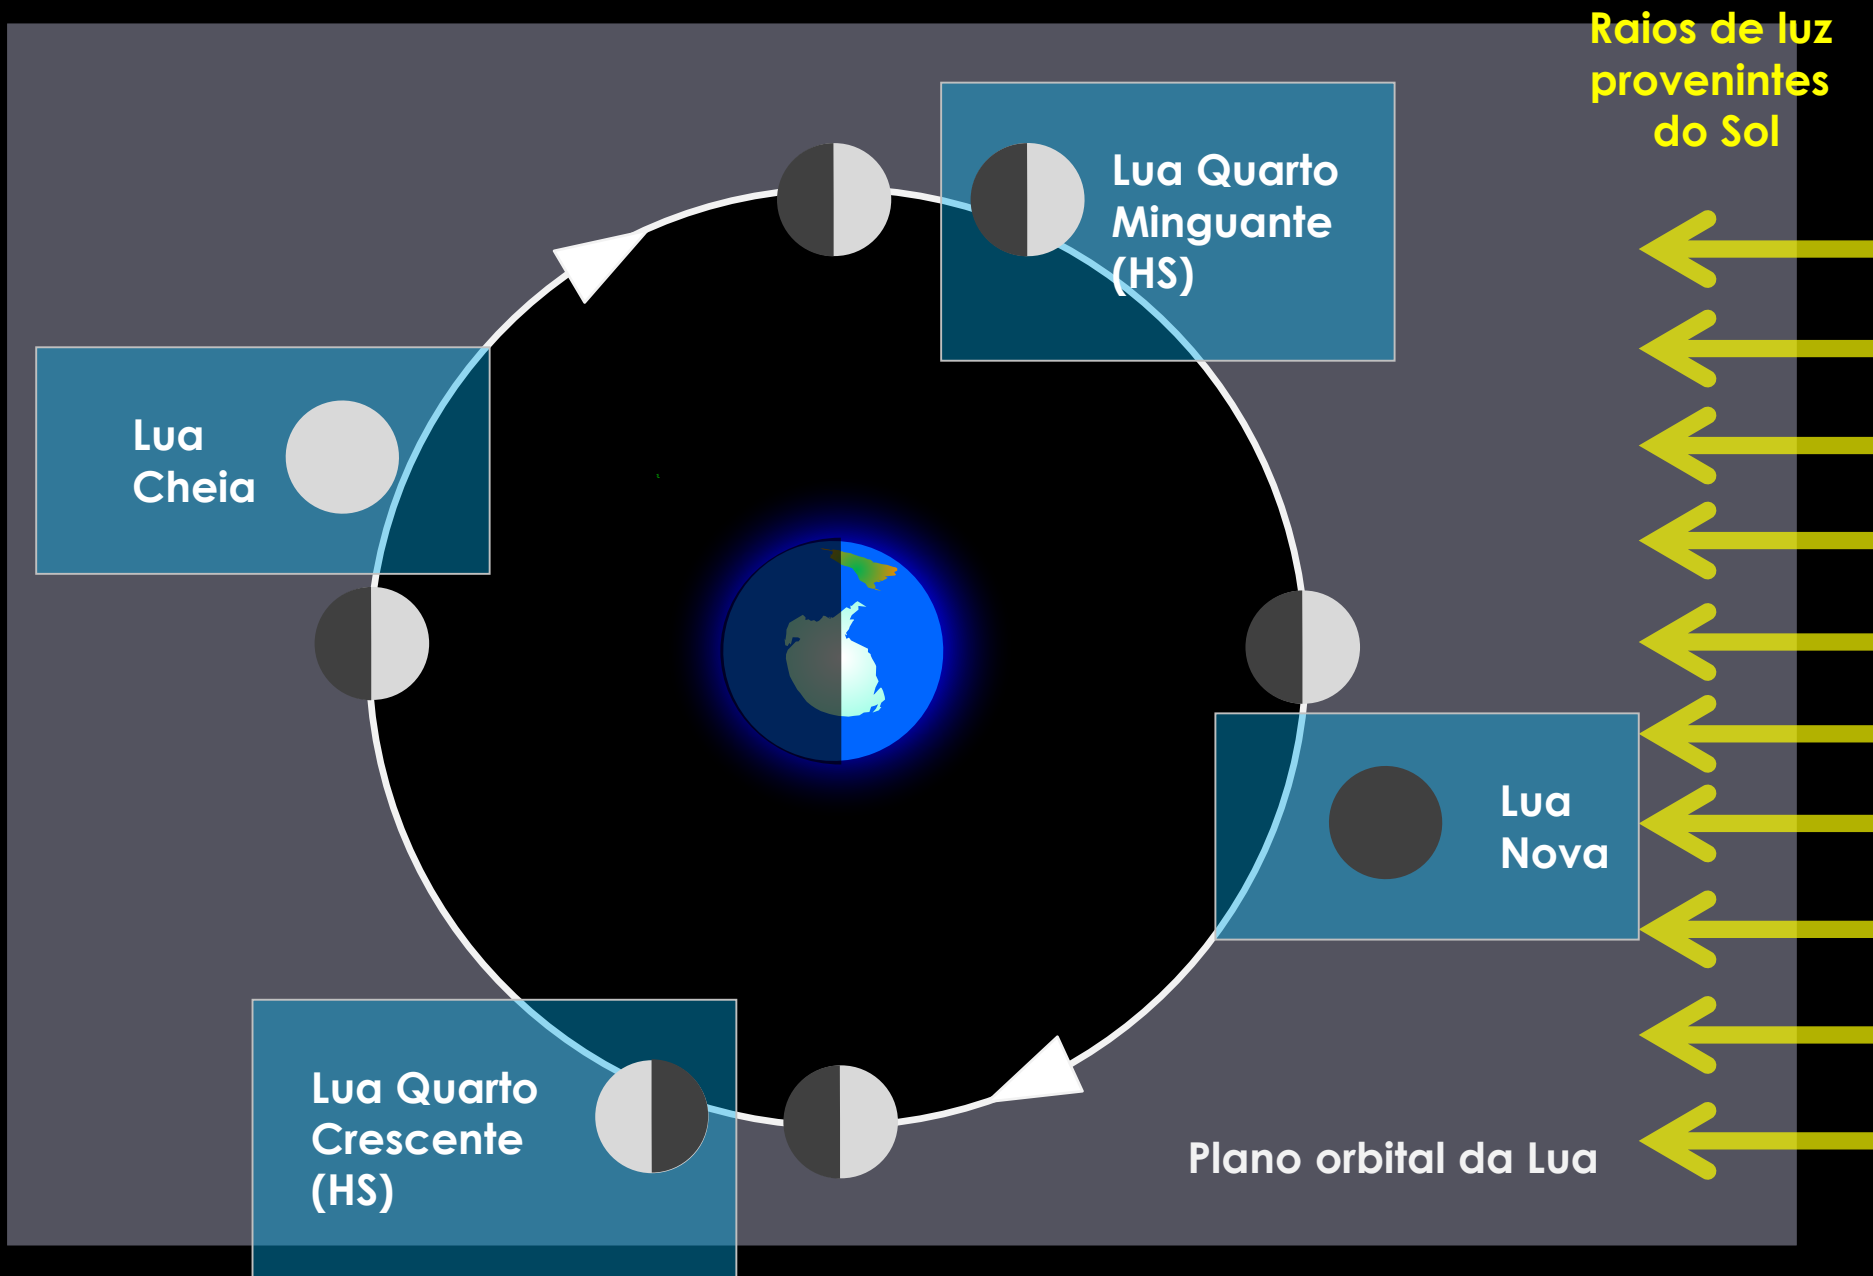 Raios de luz
provenintes
do Sol
Lua Quarto
Minguante
(HS)
Lua
Cheia
Lua
Nova
Lua Quarto
Crescente
(HS)
Plano orbital da Lua